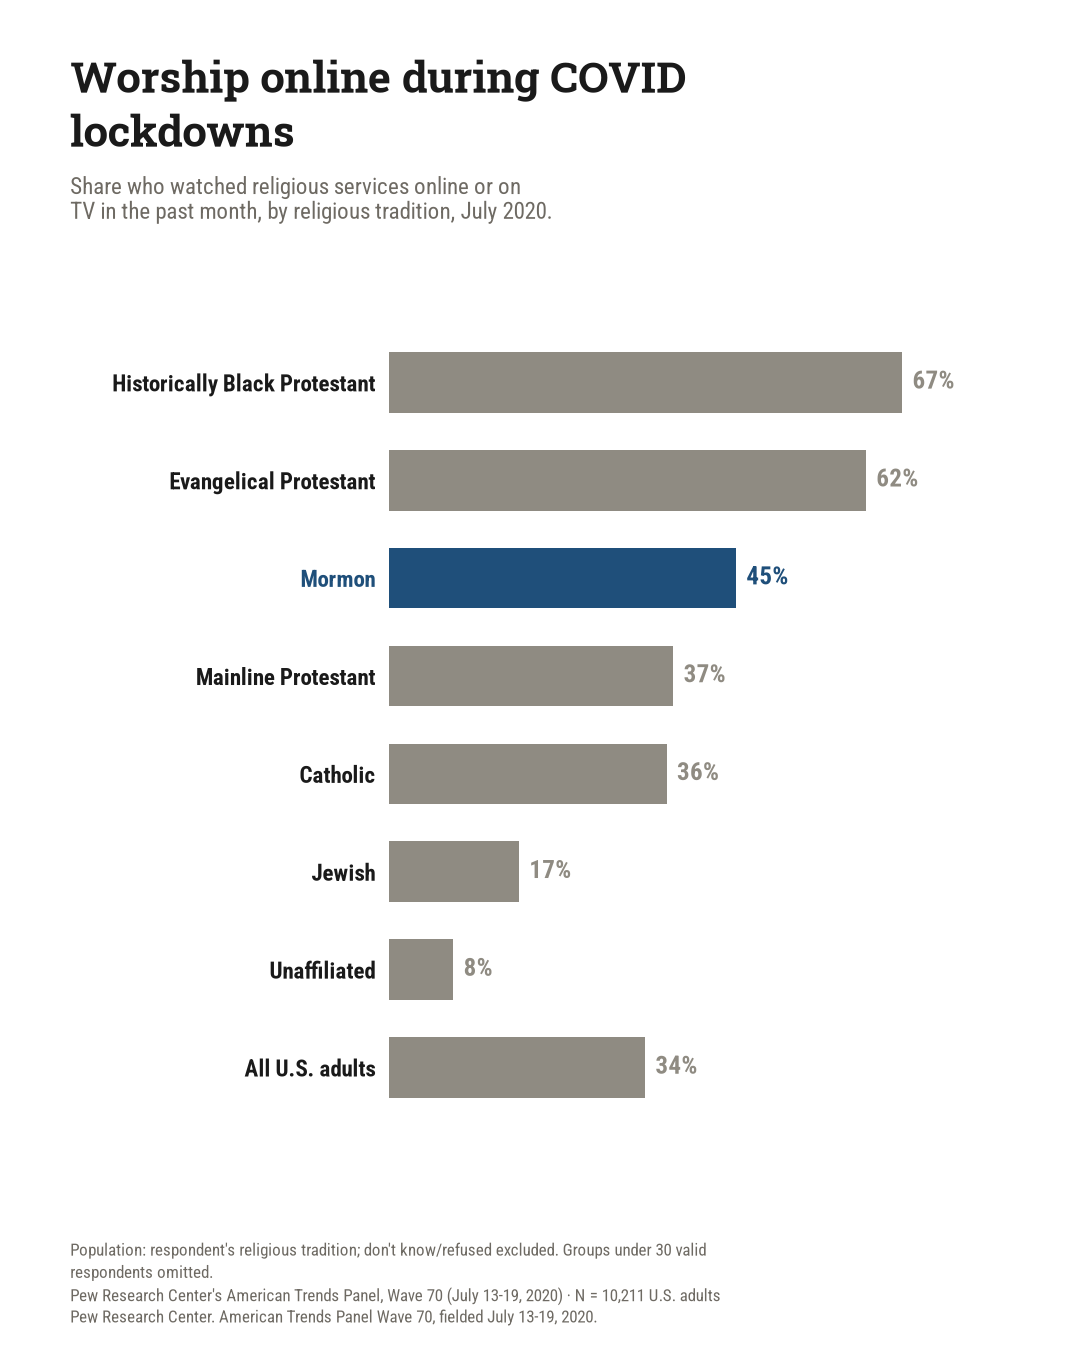 Worship online during COVID
lockdowns
Share who watched religious services online or on
TV in the past month, by religious tradition, July 2020.
Historically Black Protestant 67%
Evangelical Protestant 62%
Mormon 45%
Mainline Protestant 37%
Catholic 36%
Jewish 17%
Unaffiliated 8%
All U.S. adults 34%
Population: respondent's religious tradition; don't know/refused excluded. Groups under 30 valid
respondents omitted.
Pew Research Center's American Trends Panel, Wave 70 (July 13-19, 2020) · N = 10,211 U.S. adults
Pew Research Center. American Trends Panel Wave 70, fielded July 13-19, 2020.